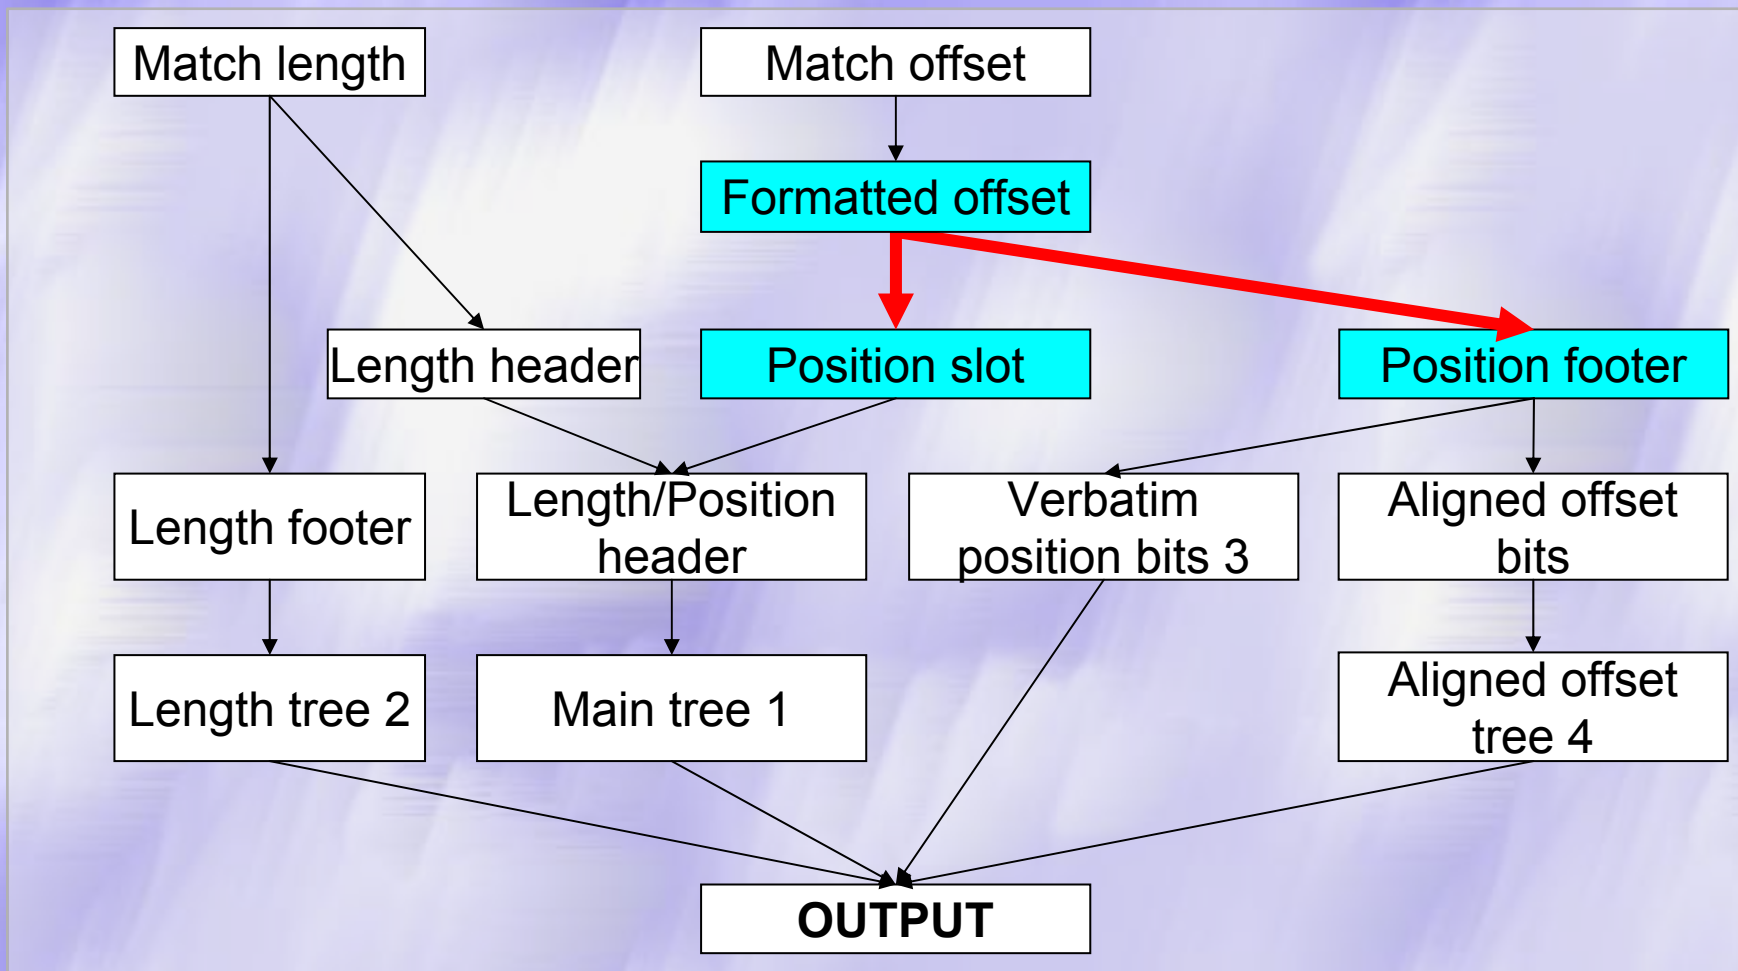 Match length
Match offset
Formatted offset
Length header
Position slot
Position footer
Length footer
Length/Position
header
Verbatim
position bits 3
Aligned offset
bits
Length tree 2
Main tree 1
Aligned offset
tree 4
OUTPUT